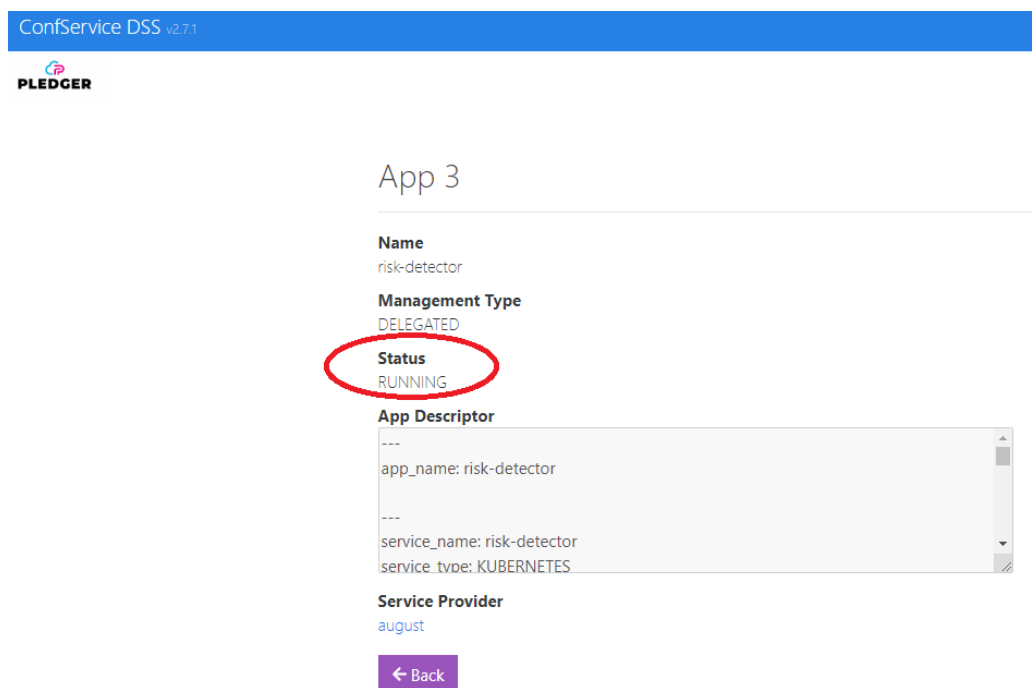 ConfService DSS v2.7.1
PLEDGER
App 3
Name
risk-detector
Management Type
DELEGATED
Status
RUNNING
App Descriptor
---
app_name: risk-detector
---
service_name: risk-detector
service_type: KUBERNETES
Service Provider
august
Back